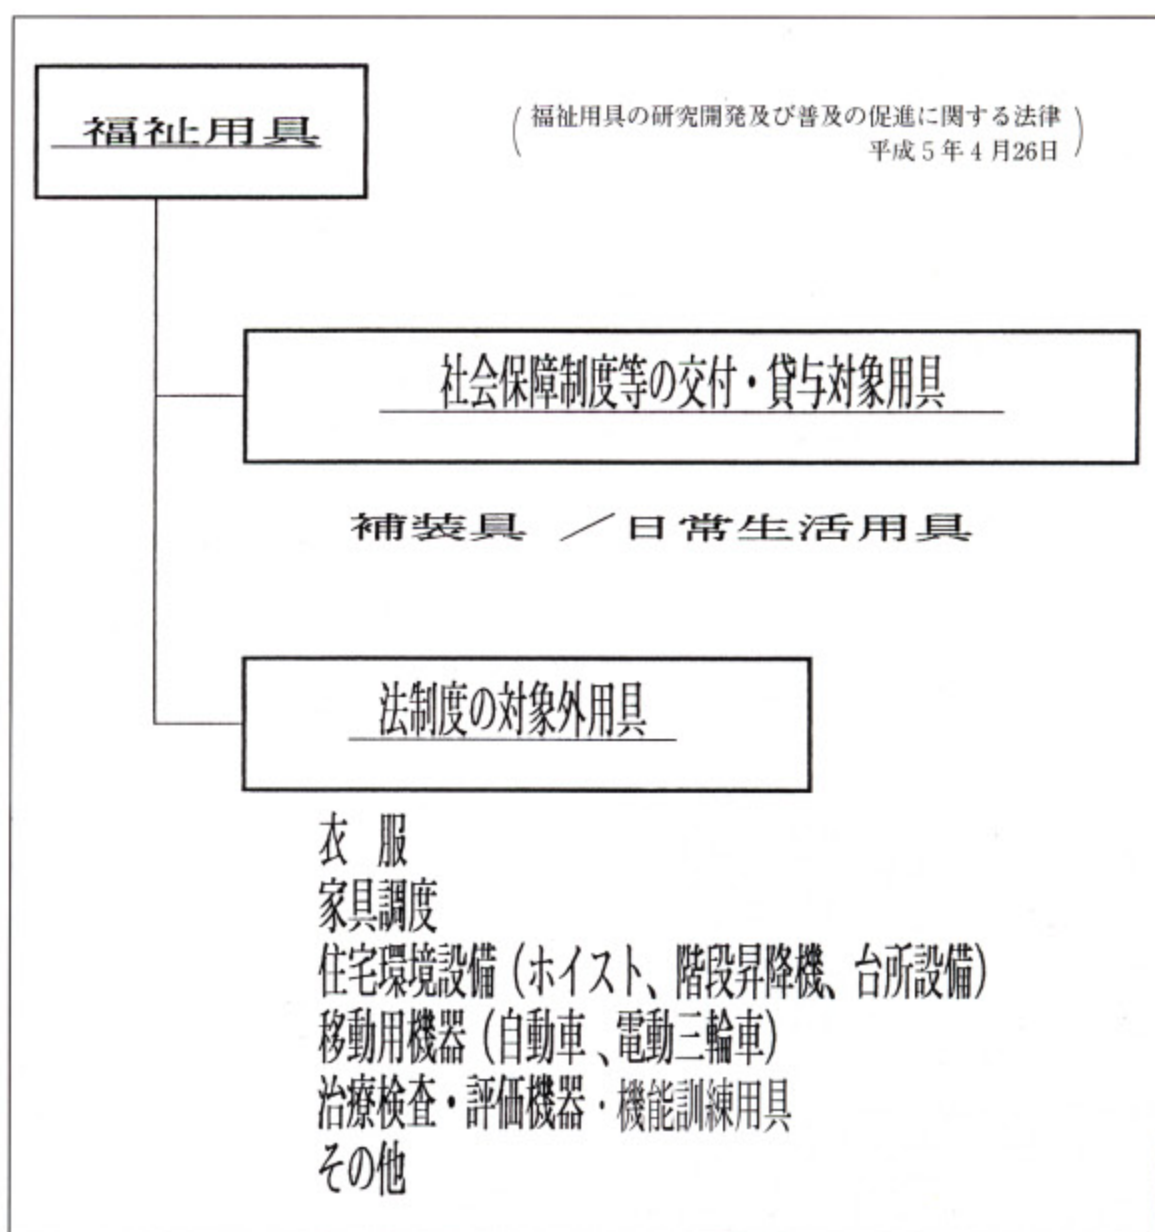 福祉用具
（福祉用具の研究開発及び普及の促進に関する法律
平成5年4月26日）
社会保障制度等の交付・貸与対象用具
補装具 ／日常生活用具
法制度の対象外用具
衣　服
家具調度
住宅環境設備（ホイスト、階段昇降機、台所設備）
移動用機器（自動車、電動三輪車）
治療検査・評価機器・機能訓練用具
その他